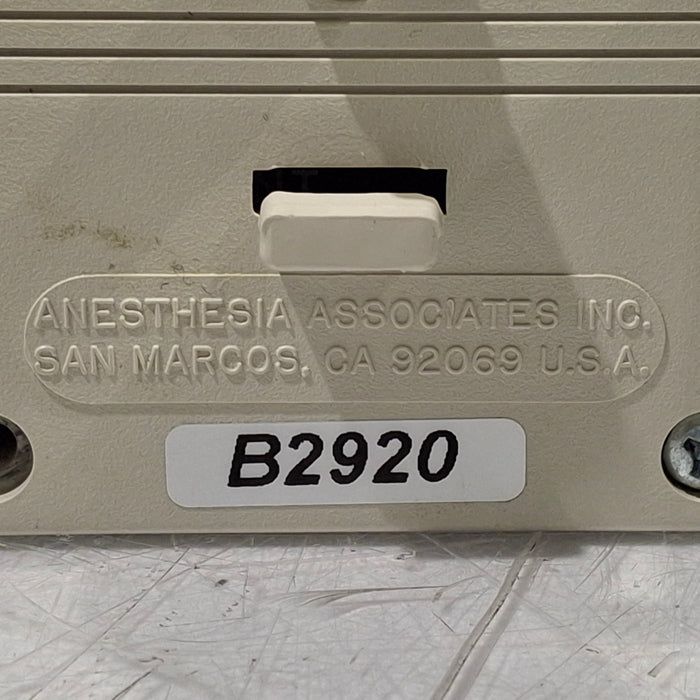 ANESTHESIA ASSOCIATES INC.
SAN MARCOS, CA 92069 U.S.A.
B2920